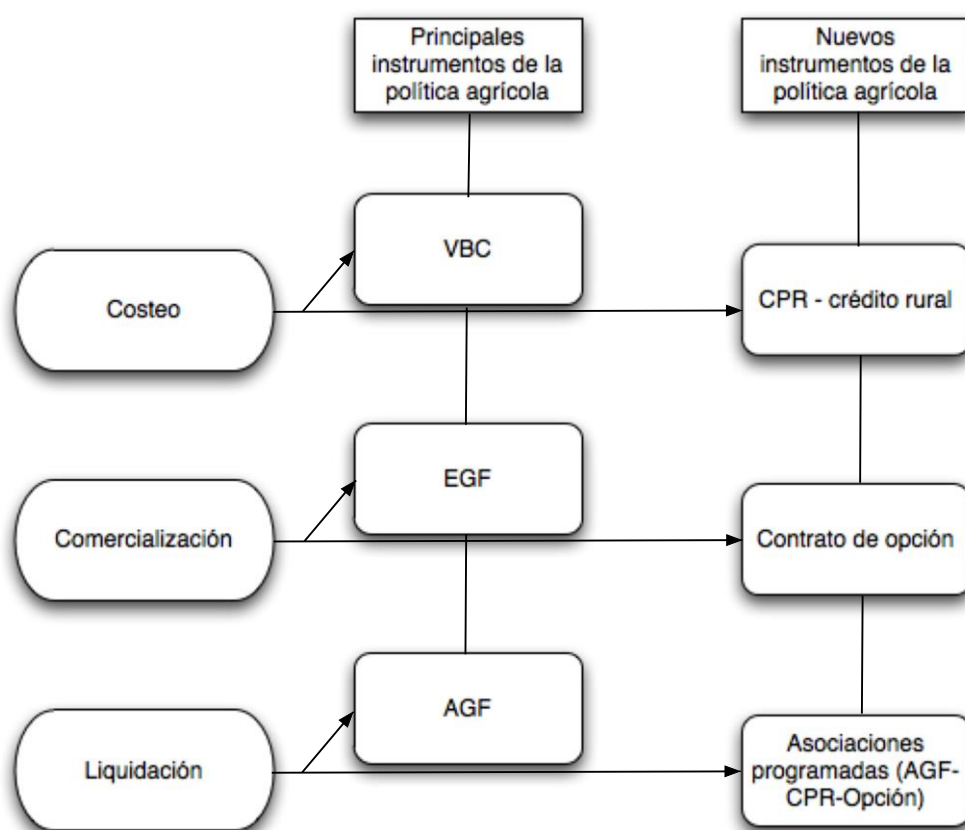 Principales
instrumentos de la
política agrícola
Nuevos
instrumentos de la
política agrícola
VBC
Costeo
CPR - crédito rural
EGF
Comercialización
Contrato de opción
AGF
Liquidación
Asociaciones
programadas (AGF-
CPR-Opción)